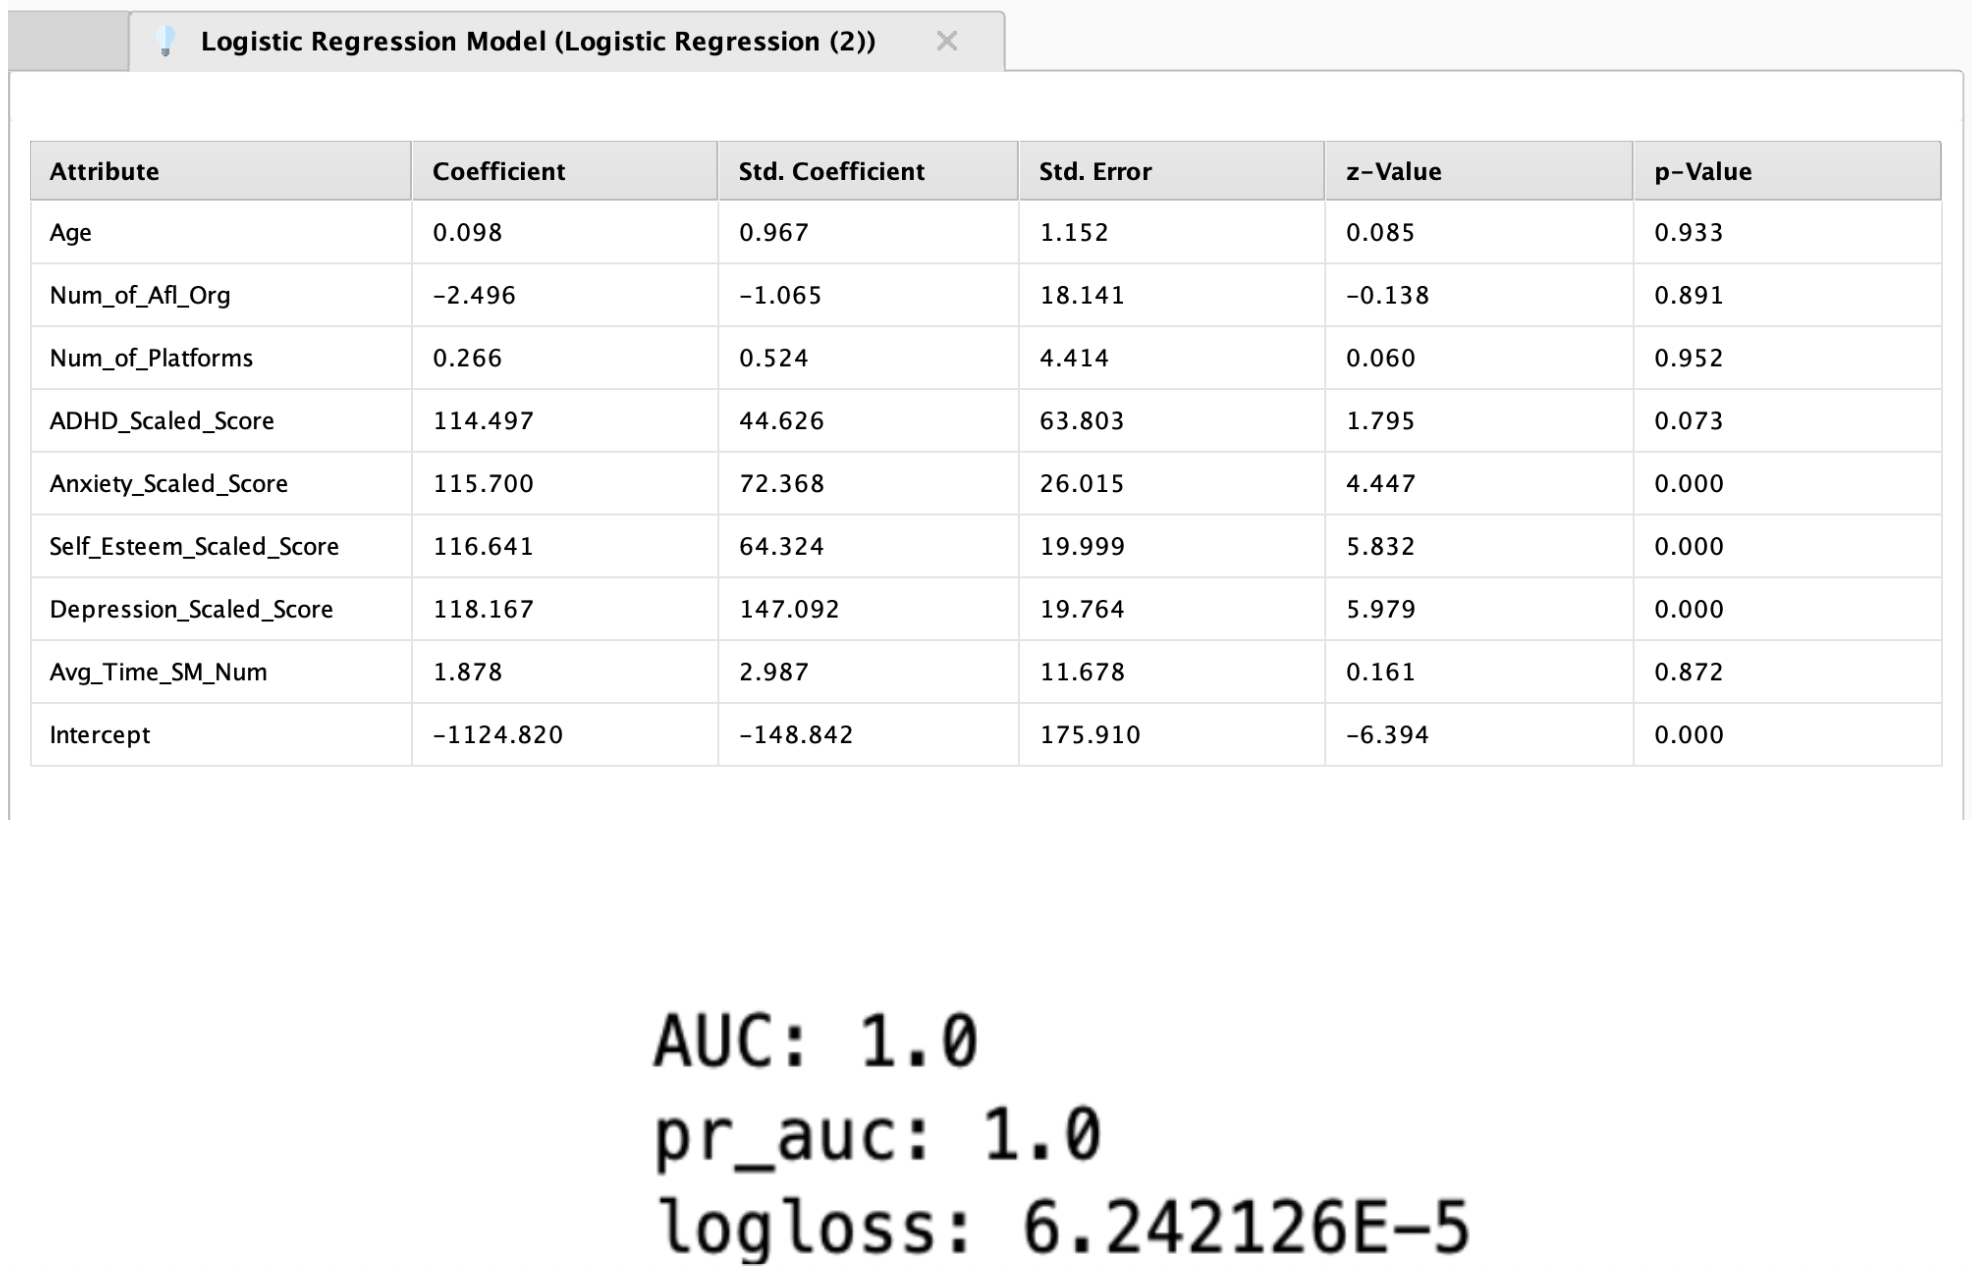 Logistic Regression Model (Logistic Regression (2))
Attribute Coefficient Std. Coefficient Std. Error z-Value p-Value
Age 0.098 0.967 1.152 0.085 0.933
Num_of_Afl_Org -2.496 -1.065 18.141 -0.138 0.891
Num_of_Platforms 0.266 0.524 4.414 0.060 0.952
ADHD_Scaled_Score 114.497 44.626 63.803 1.795 0.073
Anxiety_Scaled_Score 115.700 72.368 26.015 4.447 0.000
Self_Esteem_Scaled_Score 116.641 64.324 19.999 5.832 0.000
Depression_Scaled_Score 118.167 147.092 19.764 5.979 0.000
Avg_Time_SM_Num 1.878 2.987 11.678 0.161 0.872
Intercept -1124.820 -148.842 175.910 -6.394 0.000
AUC: 1.0
pr_auc: 1.0
logloss: 6.242126E-5